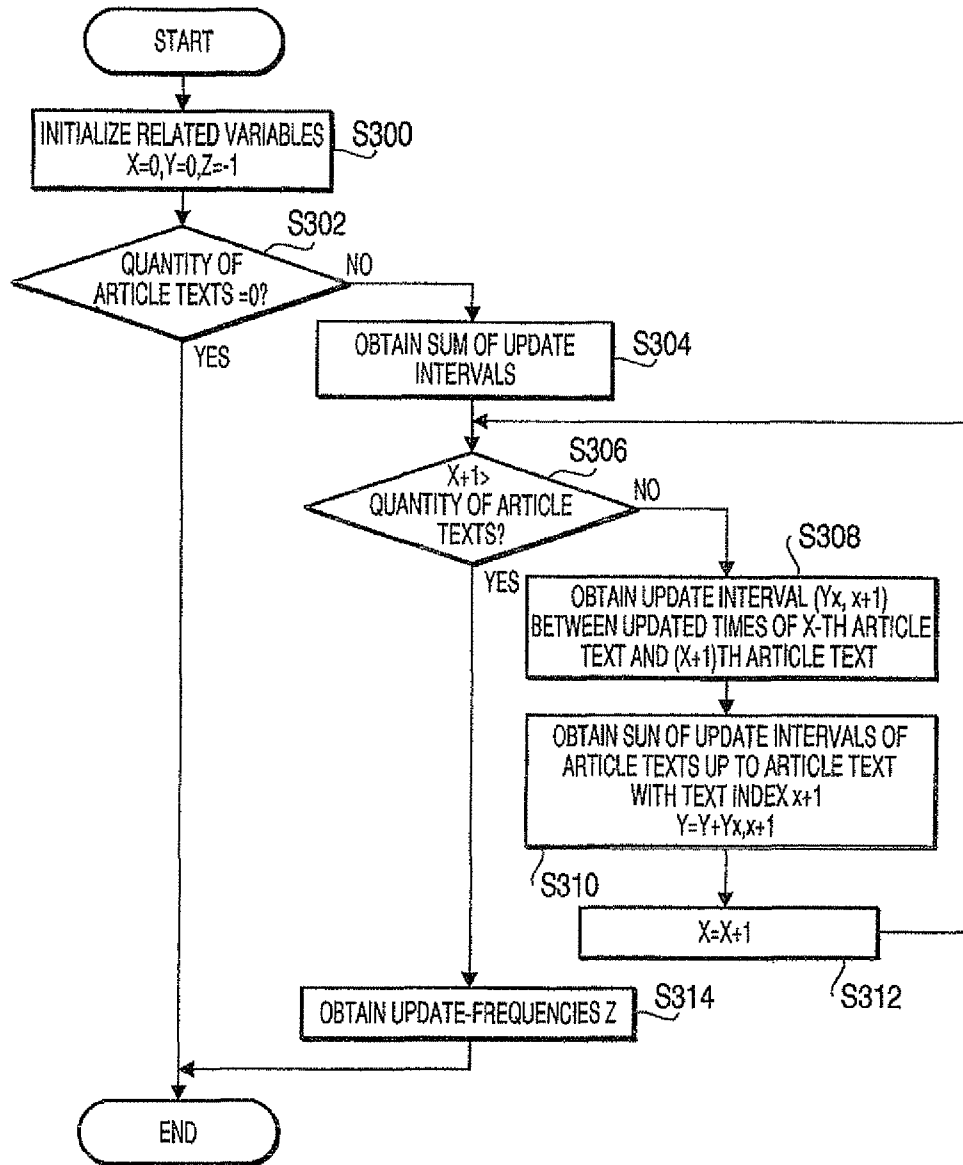 START
INITIALIZE RELATED VARIABLES
X=0,Y=0,Z=-1
S300
S302
QUANTITY OF
ARTICLE TEXTS =0?
NO
YES
OBTAIN SUM OF UPDATE
INTERVALS
S304
S306
X+1>
QUANTITY OF ARTICLE
TEXTS?
NO
YES
S308
OBTAIN UPDATE INTERVAL (Yx, x+1)
BETWEEN UPDATED TIMES OF X-TH ARTICLE
TEXT AND (X+1)TH ARTICLE TEXT
OBTAIN SUN OF UPDATE INTERVALS OF
ARTICLE TEXTS UP TO ARTICLE TEXT
WITH TEXT INDEX x+1
Y=Y+Yx,x+1
S310
X=X+1
S312
OBTAIN UPDATE-FREQUENCIES Z
S314
END